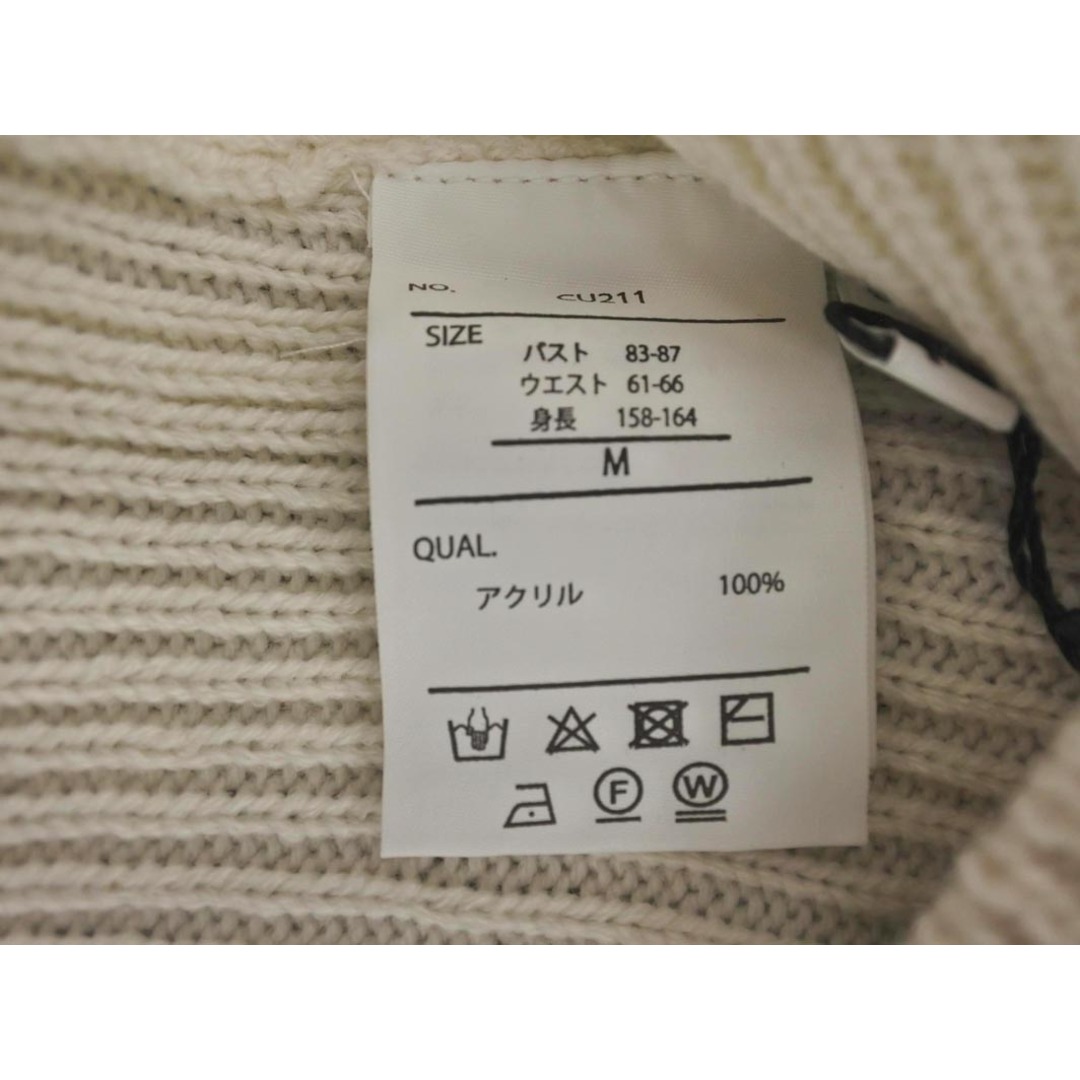 NO. CU211
SIZE
バスト 83-87
ウエスト 61-66
身長 158-164
M
QUAL.
アクリル 100%
F W